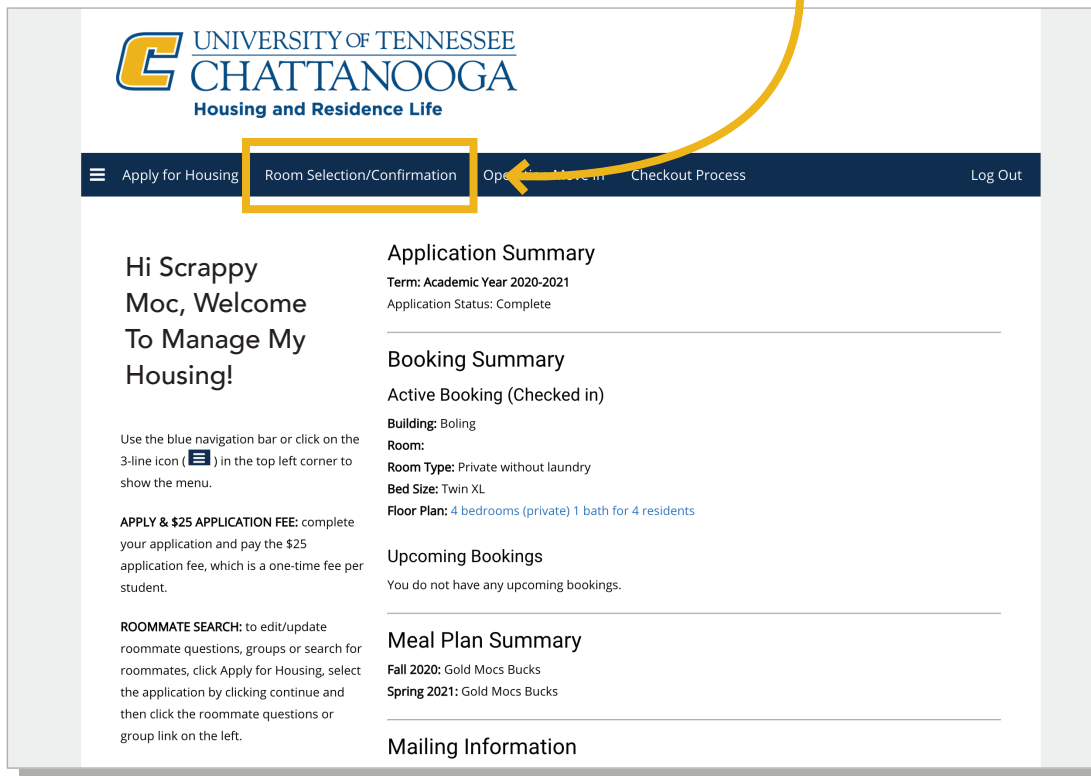 UNIVERSITY OF TENNESSEE
CHATTANOOGA
Housing and Residence Life
Apply for Housing Room Selection/Confirmation Operation Move In Checkout Process Log Out
Hi Scrappy
Moc, Welcome
To Manage My
Housing!
Use the blue navigation bar or click on the
3-line icon ( ) in the top left corner to
show the menu.
APPLY & $25 APPLICATION FEE: complete
your application and pay the $25
application fee, which is a one-time fee per
student.
ROOMMATE SEARCH: to edit/update
roommate questions, groups or search for
roommates, click Apply for Housing, select
the application by clicking continue and
then click the roommate questions or
group link on the left.
Application Summary
Term: Academic Year 2020-2021
Application Status: Complete
Booking Summary
Active Booking (Checked in)
Building: Boling
Room:
Room Type: Private without laundry
Bed Size: Twin XL
Floor Plan: 4 bedrooms (private) 1 bath for 4 residents
Upcoming Bookings
You do not have any upcoming bookings.
Meal Plan Summary
Fall 2020: Gold Mocs Bucks
Spring 2021: Gold Mocs Bucks
Mailing Information